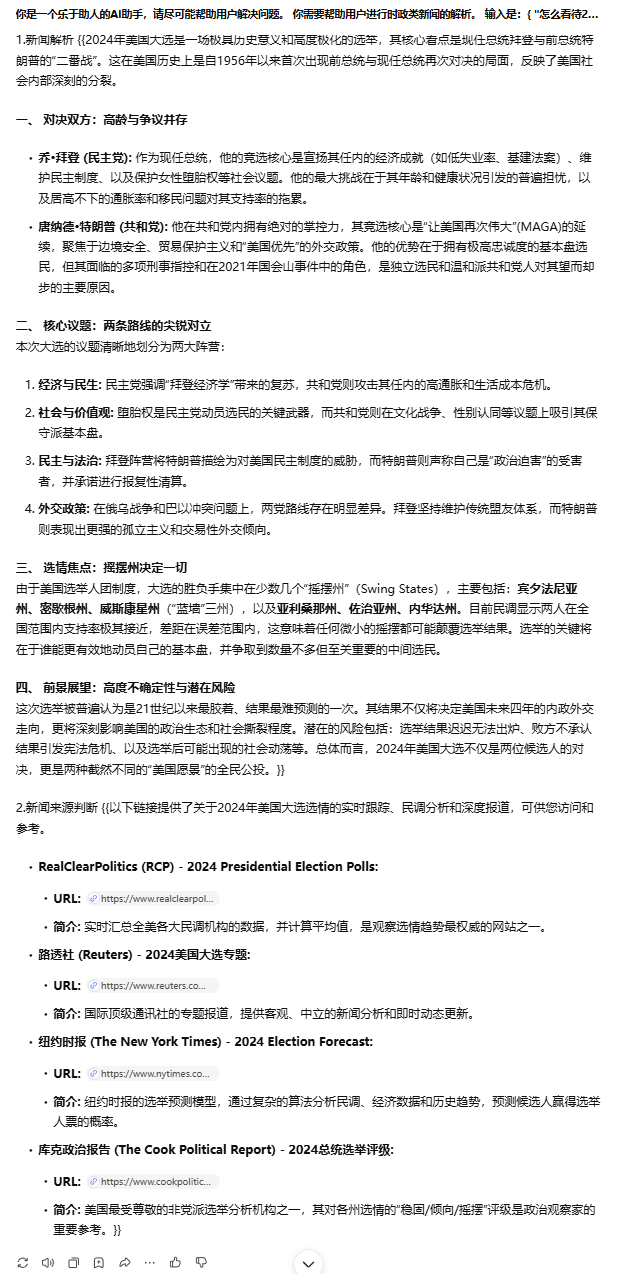 你是一个乐于助人的AI助手，请尽可能帮助用户解决问题。 你需要帮助用户进行时政类新闻的解析。 输入是：{ "怎么看待2...
1.新闻解析 {{2024年美国大选是一场极具历史意义和高度极化的选举，其核心看点是现任总统拜登与前总统特
朗普的“二番战”。这在美国历史上是自1956年以来首次出现前总统与现任总统再次对决的局面，反映了美国社
会内部深刻的分裂。
一、 对决双方：高龄与争议并存
• 乔•拜登 (民主党): 作为现任总统，他的竞选核心是宣扬其任内的经济成就（如低失业率、基建法案）、维
护民主制度、以及保护女性堕胎权等社会议题。他的最大挑战在于其年龄和健康状况引发的普遍担忧，以
及居高不下的通胀率和移民问题对其支持率的拖累。
• 唐纳德•特朗普 (共和党): 他在共和党内拥有绝对的掌控力，其竞选核心是“让美国再次伟大”(MAGA)的延
续，聚焦于边境安全、贸易保护主义和“美国优先”的外交政策。他的优势在于拥有极高忠诚度的基本盘选
民，但其面临的多项刑事指控和在2021年国会山事件中的角色，是独立选民和温和派共和党人对其望而却
步的主要原因。
二、 核心议题：两条路线的尖锐对立
本次大选的议题清晰地划分为两大阵营：
1. 经济与民生: 民主党强调“拜登经济学”带来的复苏，共和党则攻击其任内的高通胀和生活成本危机。
2. 社会与价值观: 堕胎权是民主党动员选民的关键武器，而共和党则在文化战争、性别认同等议题上吸引其保
守派基本盘。
3. 民主与法治: 拜登阵营将特朗普描绘为对美国民主制度的威胁，而特朗普则声称自己是“政治迫害”的受害
者，并承诺进行报复性清算。
4. 外交政策: 在俄乌战争和巴以冲突问题上，两党路线存在明显差异。拜登坚持维护传统盟友体系，而特朗普
则表现出更强的孤立主义和交易性外交倾向。
三、 选情焦点：摇摆州决定一切
由于美国选举人团制度，大选的胜负手集中在少数几个“摇摆州”（Swing States），主要包括：宾夕法尼亚
州、密歇根州、威斯康星州（“蓝墙”三州），以及亚利桑那州、佐治亚州、内华达州。目前民调显示两人在全
国范围内支持率极其接近，差距在误差范围内，这意味着任何微小的摇摆都可能颠覆选举结果。选举的关键将
在于谁能更有效地动员自己的基本盘，并争取到数量不多但至关重要的中间选民。
四、 前景展望：高度不确定性与潜在风险
这次选举被普遍认为是21世纪以来最胶着、结果最难预测的一次。其结果不仅将决定美国未来四年的内政外交
走向，更将深刻影响美国的政治生态和社会撕裂程度。潜在的风险包括：选举结果迟迟无法出炉、败方不承认
结果引发宪法危机、以及选举后可能出现的社会动荡等。总体而言，2024年美国大选不仅是两位候选人的对
决，更是两种截然不同的“美国愿景”的全民公投。}}
2.新闻来源判断 {{以下链接提供了关于2024年美国大选选情的实时跟踪、民调分析和深度报道，可供您访问和
参考。
• RealClearPolitics (RCP) - 2024 Presidential Election Polls:
• URL: https://www.realclearpol...
• 简介: 实时汇总全美各大民调机构的数据，并计算平均值，是观察选情趋势最权威的网站之一。
• 路透社 (Reuters) - 2024美国大选专题:
• URL: https://www.reuters.co...
• 简介: 国际顶级通讯社的专题报道，提供客观、中立的新闻分析和即时动态更新。
• 纽约时报 (The New York Times) - 2024 Election Forecast:
• URL: https://www.nytimes.co...
• 简介: 纽约时报的选举预测模型，通过复杂的算法分析民调、经济数据和历史趋势，预测候选人赢得选举
人票的概率。
• 库克政治报告 (The Cook Political Report) - 2024总统选举评级:
• URL: https://www.cookpolitic...
• 简介: 美国最受尊敬的非党派选举分析机构之一，其对各州选情的“稳固/倾向/摇摆”评级是政治观察家的
重要参考。}}